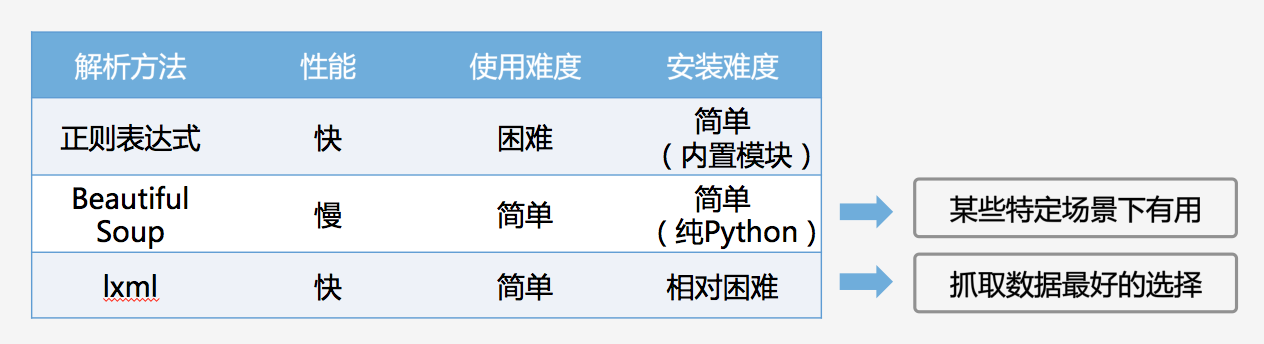 解析方法 性能 使用难度 安装难度
正则表达式 快 困难 简单
（内置模块）
Beautiful
Soup 慢 简单 简单
（纯Python） 某些特定场景下有用
lxml 快 简单 相对困难 抓取数据最好的选择